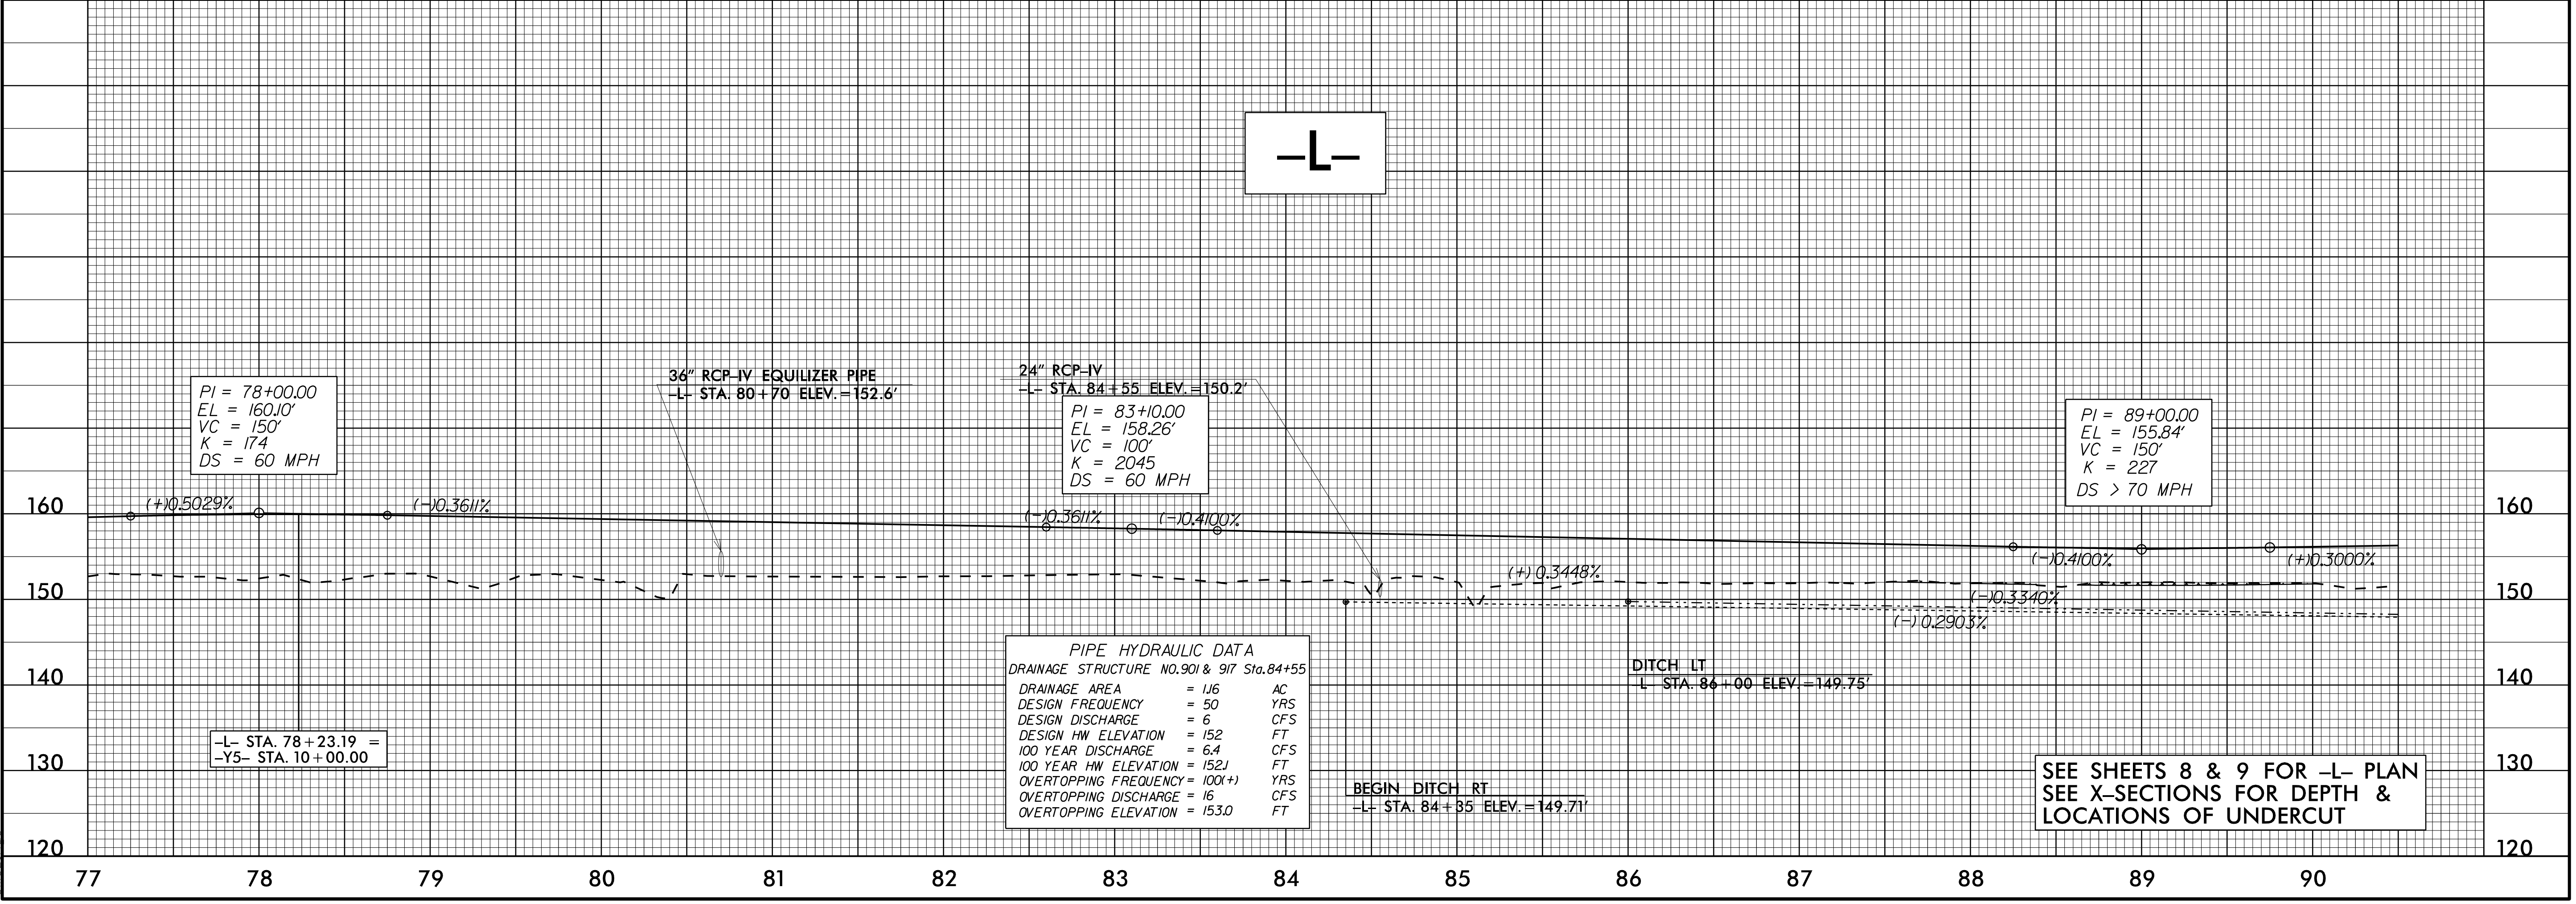 –L–
PI = 78+00.00
EL = 160.10'
VC = 150'
K = 174
DS = 60 MPH
36" RCP–IV EQUILIZER PIPE
–L– STA. 80+70 ELEV.=152.6'
24" RCP–IV
–L– STA. 84+55 ELEV.=150.2'
PI = 83+10.00
EL = 158.26'
VC = 100'
K = 2045
DS = 60 MPH
PI = 89+00.00
EL = 155.84'
VC = 150'
K = 227
DS > 70 MPH
160
(+)0.5029%
(–)0.3611%
(–)0.3611%
(–)0.4100%
(–)0.4100%
(+)0.3000%
160
150
(+)0.3448%
(–)0.3340%
(–)0.2903%
150
PIPE HYDRAULIC DATA
DRAINAGE STRUCTURE NO.901 & 917 Sta.84+55
DRAINAGE AREA = 1.16 AC
DESIGN FREQUENCY = 50 YRS
DESIGN DISCHARGE = 6 CFS
DESIGN HW ELEVATION = 152 FT
100 YEAR DISCHARGE = 6.4 CFS
100 YEAR HW ELEVATION = 152.1 FT
OVERTOPPING FREQUENCY = 100(+) YRS
OVERTOPPING DISCHARGE = 16 CFS
OVERTOPPING ELEVATION = 153.0 FT
DITCH LT
–L– STA. 86+00 ELEV.=149.75'
140
140
–L– STA. 78+23.19 =
–Y5– STA. 10+00.00
130
130
BEGIN DITCH RT
–L– STA. 84+35 ELEV.=149.71'
SEE SHEETS 8 & 9 FOR –L– PLAN
SEE X–SECTIONS FOR DEPTH &
LOCATIONS OF UNDERCUT
120
120
77 78 79 80 81 82 83 84 85 86 87 88 89 90